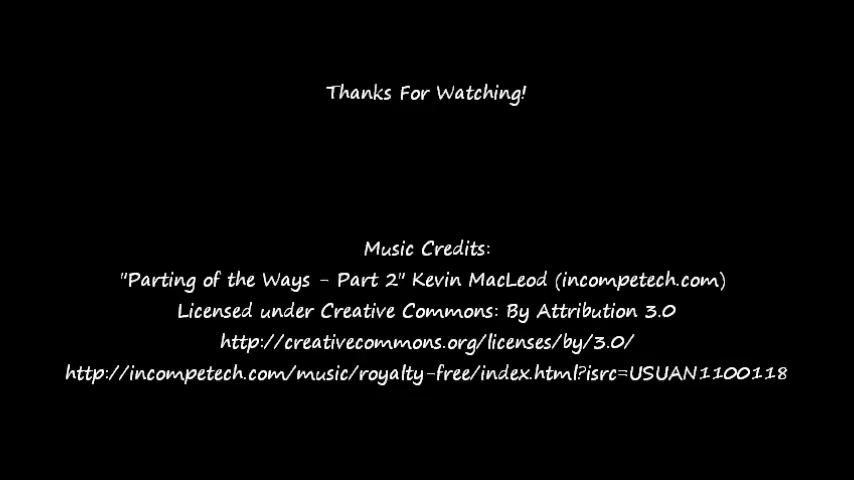 Thanks For Watching!
Music Credits:
"Parting of the Ways - Part 2" Kevin MacLeod (incompetech.com)
Licensed under Creative Commons: By Attribution 3.0
http://creativecommons.org/licenses/by/3.0/
http://incompetech.com/music/royalty-free/index.html?isrc=USUAN1100118